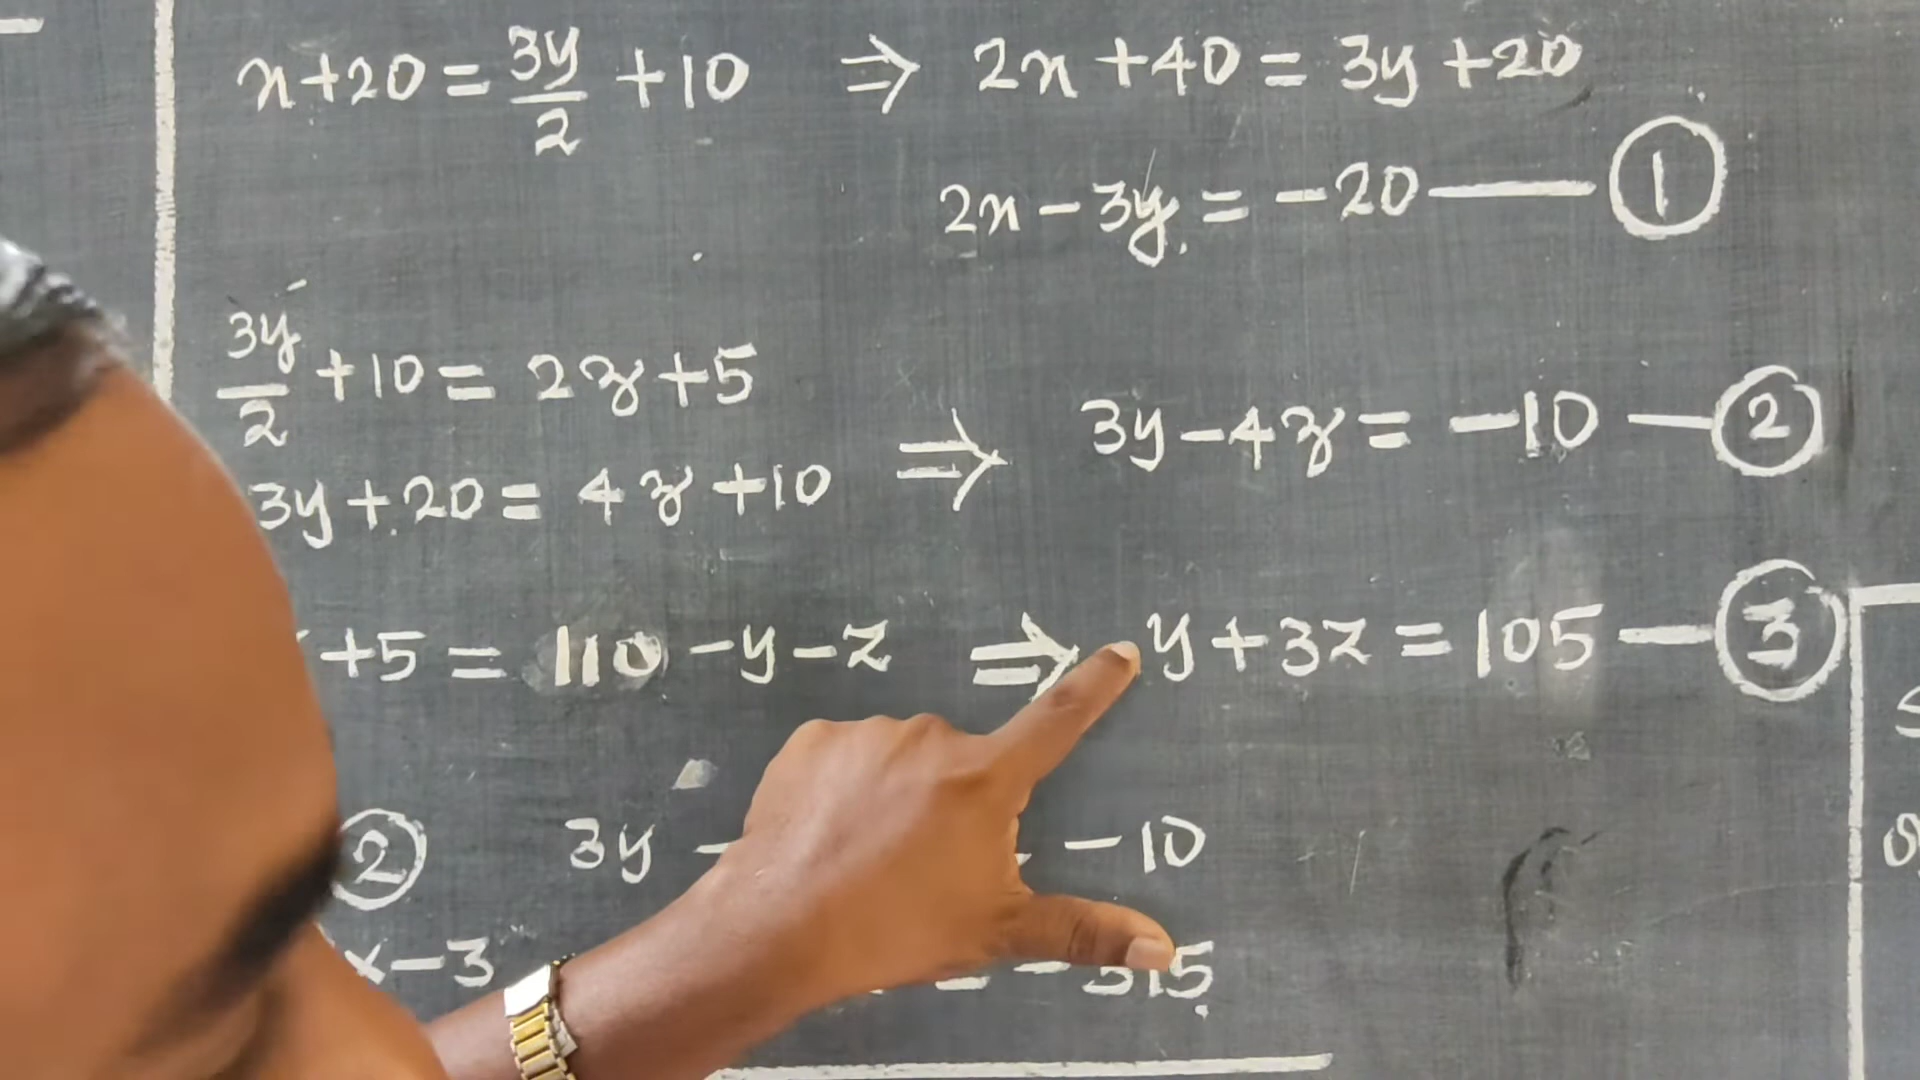 x+20 = 3y/2 +10 ⇒ 2x +40 = 3y +20
2x − 3y = −20 — ①
3y/2 +10 = 2z+5
3y+20 = 4z +10 ⇒ 3y−4z = −10 — ②
+5 = 110 −y−z ⇒ y+3z = 105 — ③
② 3y − −10
x−3 = −315